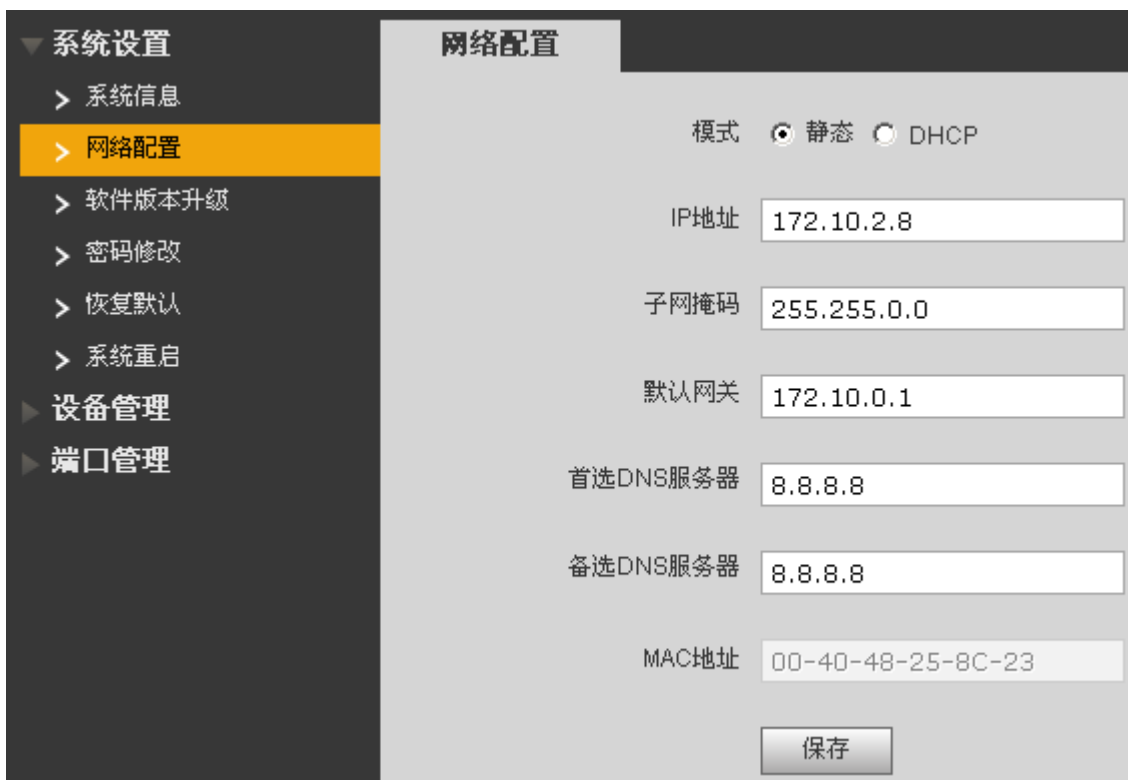 系统设置
系统信息
网络配置
软件版本升级
密码修改
恢复默认
系统重启
设备管理
端口管理
网络配置
模式 静态 DHCP
IP地址 172.10.2.8
子网掩码 255.255.0.0
默认网关 172.10.0.1
首选DNS服务器 8.8.8.8
备选DNS服务器 8.8.8.8
MAC地址 00-40-48-25-8C-23
保存